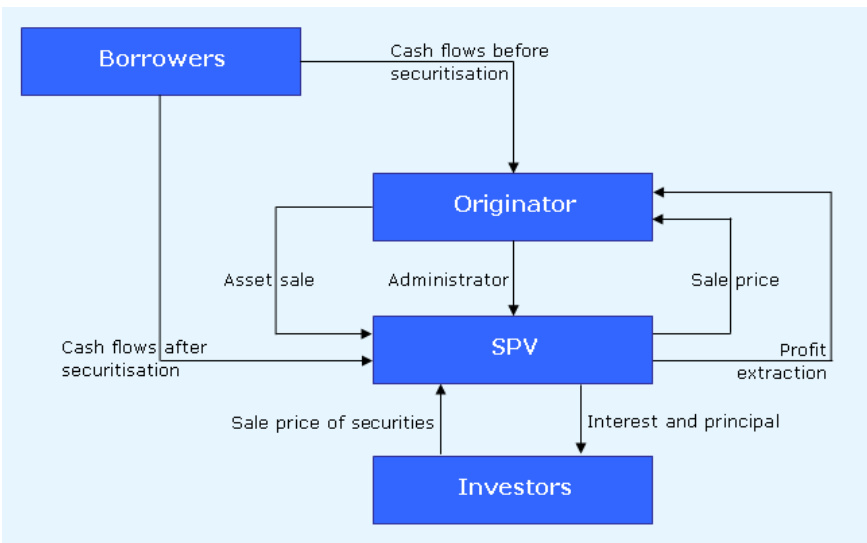 Borrowers
Cash flows before
securitisation
Originator
Asset sale
Administrator
Sale price
SPV
Cash flows after
securitisation
Profit
extraction
Sale price of securities
Interest and principal
Investors